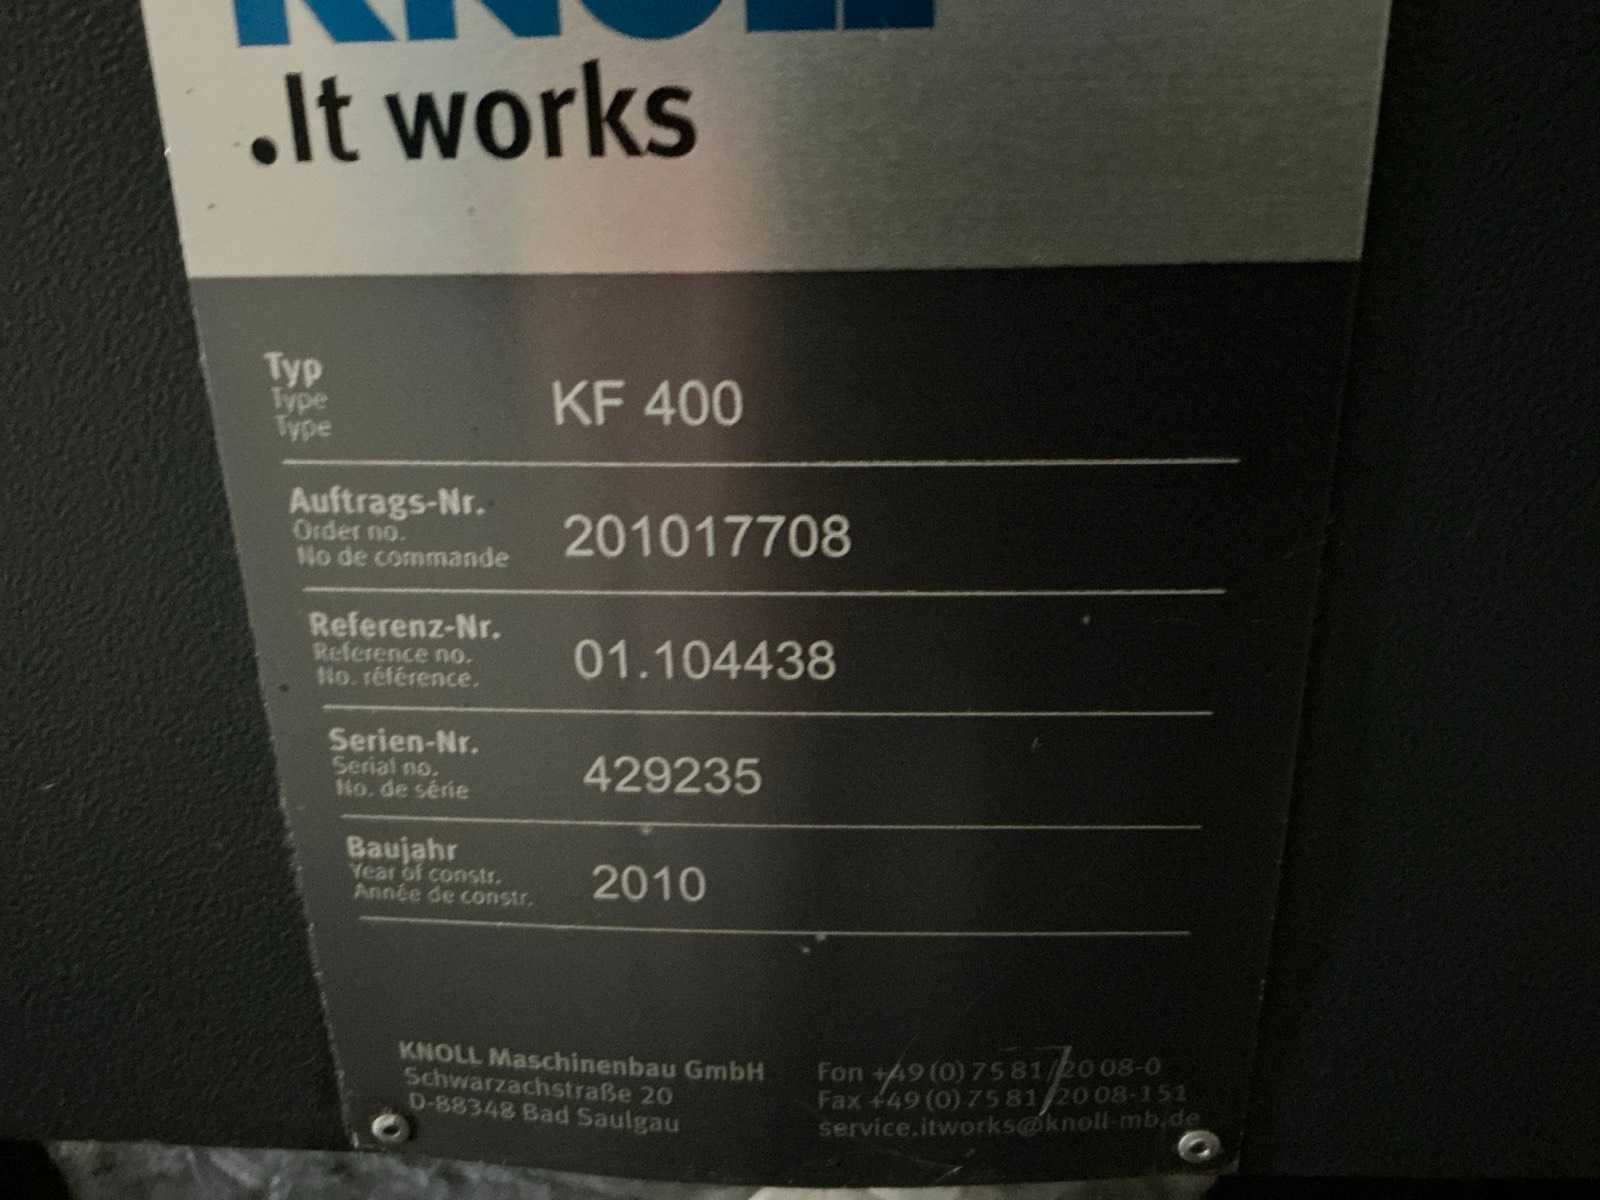 KNOLL
.It works
Typ
Type
Type
KF 400
Auftrags-Nr.
Order no.
No de commande
201017708
Referenz-Nr.
Reference no.
No. référence.
01.104438
Serien-Nr.
Serial no.
No. de série
429235
Baujahr
Year of constr.
Année de constr.
2010
KNOLL Maschinenbau GmbH
Schwarzachstraße 20
D-88348 Bad Saulgau
Fon +49 (0) 75 81/20 08-0
Fax +49 (0) 75 81/20 08-151
service.itworks@knoll-mb.de